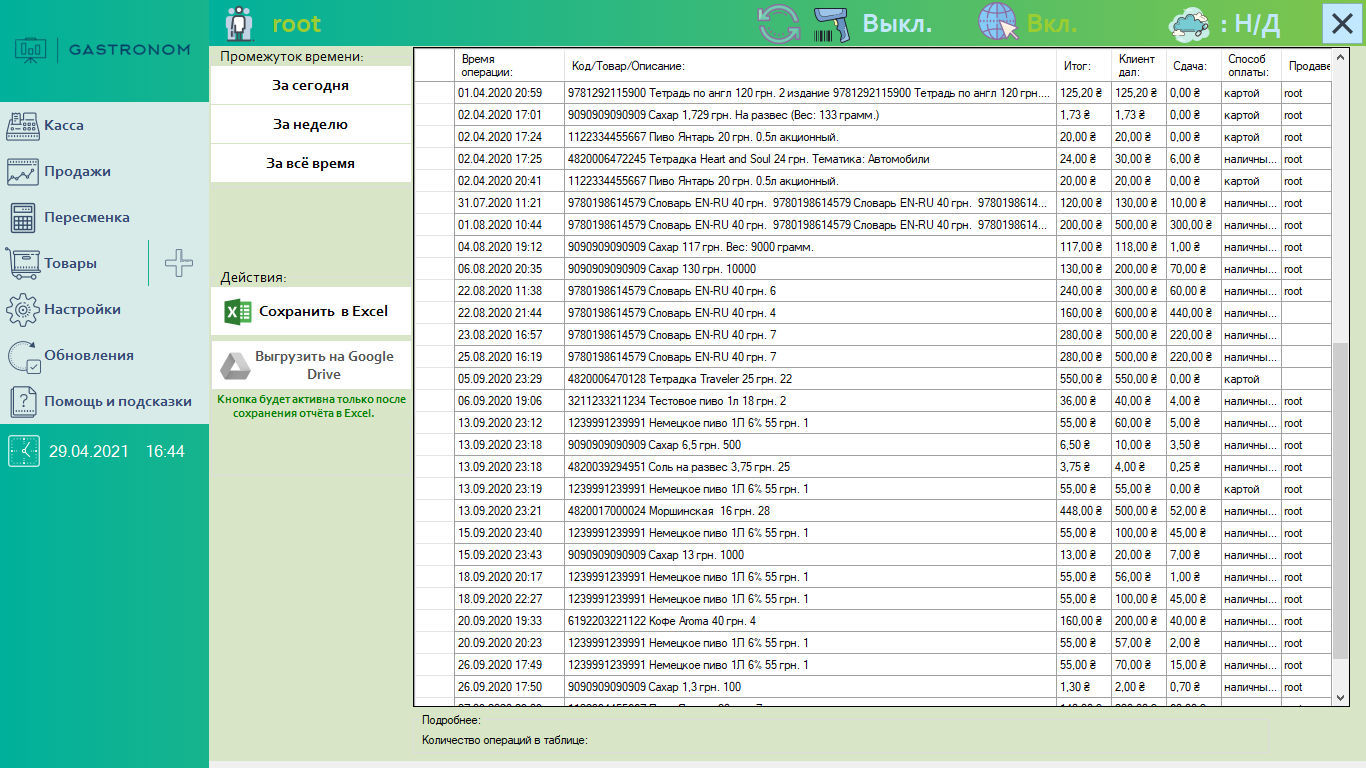 GASTRONOM
root
Выкл.
Вкл.
: Н/Д
Касса
Продажи
Пересменка
Товары
Настройки
Обновления
Помощь и подсказки
29.04.2021 16:44
Промежуток времени:
За сегодня
За неделю
За всё время
Действия:
Сохранить в Excel
Выгрузить на Google
Drive
Кнопка будет активна только после
сохранения отчёта в Excel.
Время операции: Код/Товар/Описание: Итог: Клиент дал: Сдача: Способ оплаты: Продаве
01.04.2020 20:59 9781292115900 Тетрадь по англ 120 грн. 2 издание 9781292115900 Тетрадь по англ 120 грн.... 125,20 ₴ 125,20 ₴ 0,00 ₴ картой root
02.04.2020 17:01 9090909090909 Сахар 1,729 грн. На развес (Вес: 133 грамм.) 1,73 ₴ 1,73 ₴ 0,00 ₴ картой root
02.04.2020 17:24 1122334455667 Пиво Янтарь 20 грн. 0.5л акционный. 20,00 ₴ 20,00 ₴ 0,00 ₴ картой root
02.04.2020 17:25 4820006472245 Тетрадка Heart and Soul 24 грн. Тематика: Автомобили 24,00 ₴ 30,00 ₴ 6,00 ₴ наличны... root
02.04.2020 20:41 1122334455667 Пиво Янтарь 20 грн. 0.5л акционный. 20,00 ₴ 20,00 ₴ 0,00 ₴ картой root
31.07.2020 11:21 9780198614579 Словарь EN-RU 40 грн. 9780198614579 Словарь EN-RU 40 грн. 9780198614... 120,00 ₴ 130,00 ₴ 10,00 ₴ наличны... root
01.08.2020 10:44 9780198614579 Словарь EN-RU 40 грн. 9780198614579 Словарь EN-RU 40 грн. 9780198614... 200,00 ₴ 500,00 ₴ 300,00 ₴ наличны... root
04.08.2020 19:12 9090909090909 Сахар 117 грн. Вес: 9000 грамм. 117,00 ₴ 118,00 ₴ 1,00 ₴ наличны... root
06.08.2020 20:35 9090909090909 Сахар 130 грн. 10000 130,00 ₴ 200,00 ₴ 70,00 ₴ наличны... root
22.08.2020 11:38 9780198614579 Словарь EN-RU 40 грн. 6 240,00 ₴ 300,00 ₴ 60,00 ₴ наличны... root
22.08.2020 21:44 9780198614579 Словарь EN-RU 40 грн. 4 160,00 ₴ 600,00 ₴ 440,00 ₴ наличны...
23.08.2020 16:57 9780198614579 Словарь EN-RU 40 грн. 7 280,00 ₴ 500,00 ₴ 220,00 ₴ наличны...
25.08.2020 16:19 9780198614579 Словарь EN-RU 40 грн. 7 280,00 ₴ 500,00 ₴ 220,00 ₴ наличны...
05.09.2020 23:29 4820006470128 Тетрадка Traveler 25 грн. 22 550,00 ₴ 550,00 ₴ 0,00 ₴ картой
06.09.2020 19:06 3211233211234 Тестовое пиво 1л 18 грн. 2 36,00 ₴ 40,00 ₴ 4,00 ₴ наличны... root
13.09.2020 23:12 1239991239991 Немецкое пиво 1Л 6% 55 грн. 1 55,00 ₴ 60,00 ₴ 5,00 ₴ наличны... root
13.09.2020 23:18 9090909090909 Сахар 6,5 грн. 500 6,50 ₴ 10,00 ₴ 3,50 ₴ наличны... root
13.09.2020 23:18 4820039294951 Соль на развес 3,75 грн. 25 3,75 ₴ 4,00 ₴ 0,25 ₴ наличны... root
13.09.2020 23:19 1239991239991 Немецкое пиво 1Л 6% 55 грн. 1 55,00 ₴ 55,00 ₴ 0,00 ₴ картой root
13.09.2020 23:21 4820017000024 Моршинская 16 грн. 28 448,00 ₴ 500,00 ₴ 52,00 ₴ наличны... root
15.09.2020 23:40 1239991239991 Немецкое пиво 1Л 6% 55 грн. 1 55,00 ₴ 100,00 ₴ 45,00 ₴ наличны... root
15.09.2020 23:43 9090909090909 Сахар 13 грн. 1000 13,00 ₴ 20,00 ₴ 7,00 ₴ наличны... root
18.09.2020 20:17 1239991239991 Немецкое пиво 1Л 6% 55 грн. 1 55,00 ₴ 56,00 ₴ 1,00 ₴ наличны... root
18.09.2020 22:27 1239991239991 Немецкое пиво 1Л 6% 55 грн. 1 55,00 ₴ 100,00 ₴ 45,00 ₴ наличны... root
20.09.2020 19:33 6192203221122 Кофе Aroma 40 грн. 4 160,00 ₴ 200,00 ₴ 40,00 ₴ наличны... root
20.09.2020 20:23 1239991239991 Немецкое пиво 1Л 6% 55 грн. 1 55,00 ₴ 57,00 ₴ 2,00 ₴ наличны... root
26.09.2020 17:49 1239991239991 Немецкое пиво 1Л 6% 55 грн. 1 55,00 ₴ 70,00 ₴ 15,00 ₴ наличны... root
26.09.2020 17:50 9090909090909 Сахар 1,3 грн. 100 1,30 ₴ 2,00 ₴ 0,70 ₴ наличны... root
Подробнее:
Количество операций в таблице: